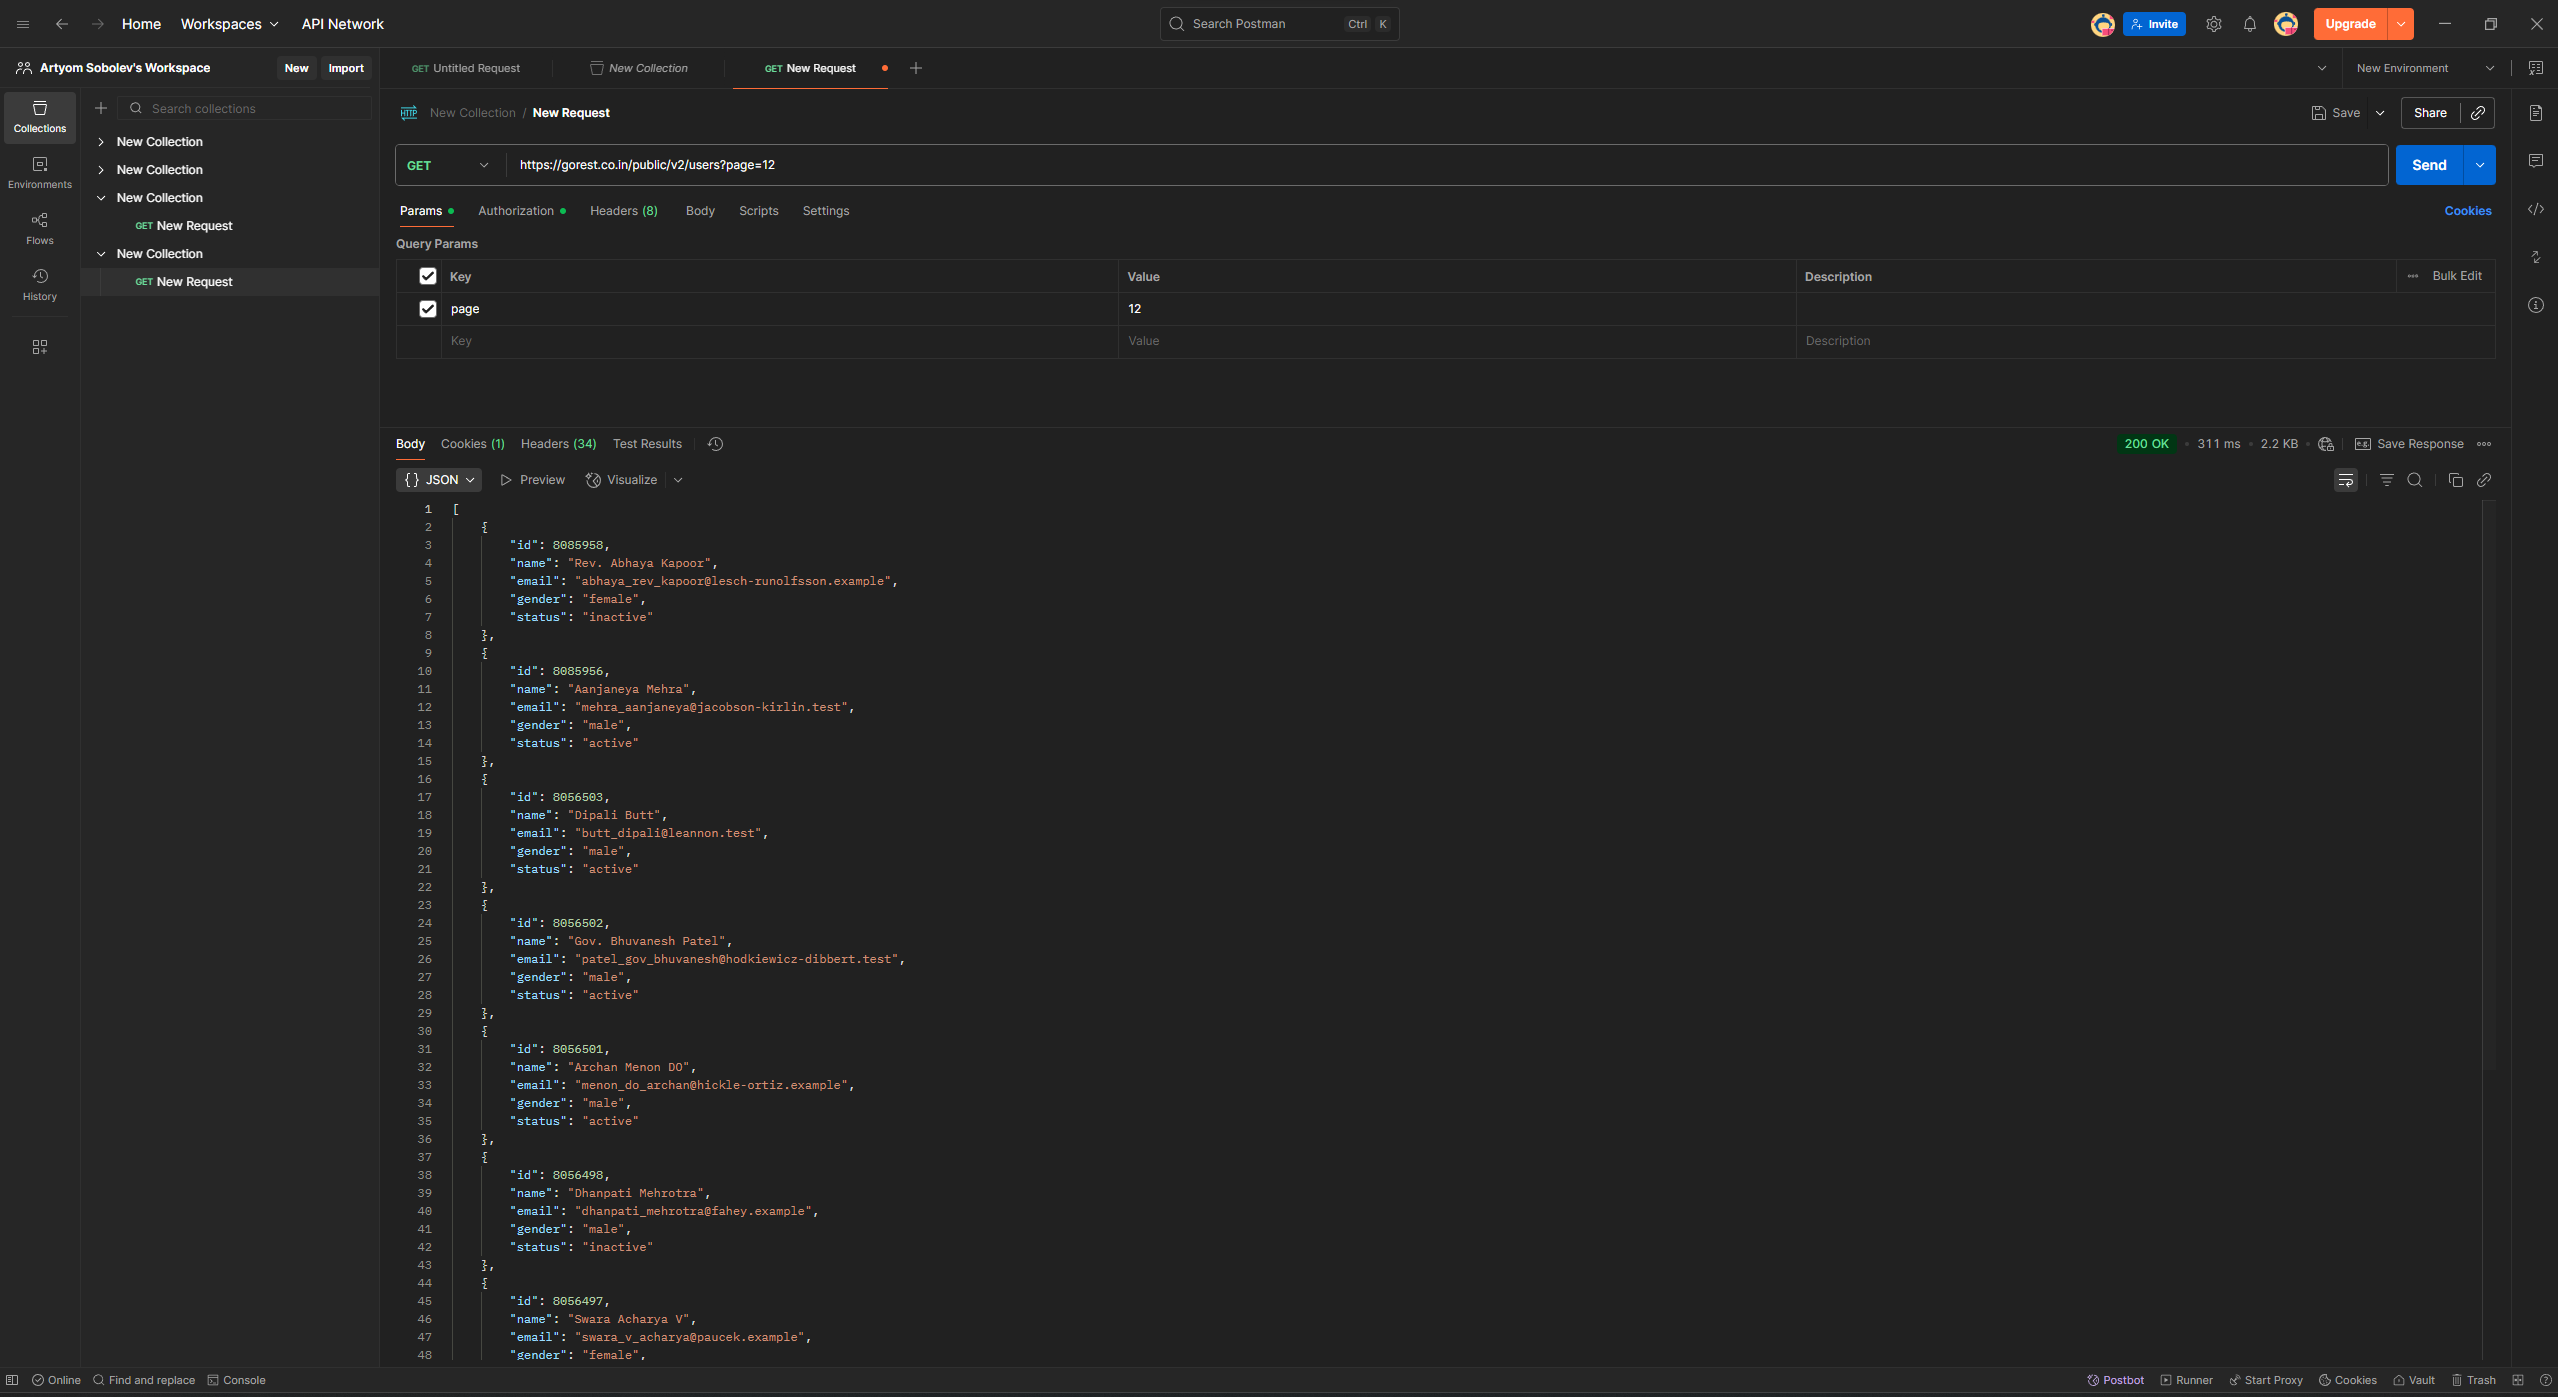 Home Workspaces API Network Search Postman Ctrl K Invite Upgrade
Artyom Sobolev's Workspace New Import GET Untitled Request New Collection GET New Request New Environment
Collections
Environments
Flows
History
Search collections
New Collection
New Collection
New Collection
GET New Request
New Collection
GET New Request
HTTP New Collection / New Request Save Share
GET https://gorest.co.in/public/v2/users?page=12 Send
Params Authorization Headers (8) Body Scripts Settings Cookies
Query Params
Key Value Description Bulk Edit
page 12
Key Value Description
Body Cookies (1) Headers (34) Test Results 200 OK 311 ms 2.2 KB e.g. Save Response
{} JSON Preview Visualize
1 [
2 {
3 "id": 8085958,
4 "name": "Rev. Abhaya Kapoor",
5 "email": "abhaya_rev_kapoor@lesch-runolfsson.example",
6 "gender": "female",
7 "status": "inactive"
8 },
9 {
10 "id": 8085956,
11 "name": "Aanjaneya Mehra",
12 "email": "mehra_aanjaneya@jacobson-kirlin.test",
13 "gender": "male",
14 "status": "active"
15 },
16 {
17 "id": 8056503,
18 "name": "Dipali Butt",
19 "email": "butt_dipali@leannon.test",
20 "gender": "male",
21 "status": "active"
22 },
23 {
24 "id": 8056502,
25 "name": "Gov. Bhuvanesh Patel",
26 "email": "patel_gov_bhuvanesh@hodkiewicz-dibbert.test",
27 "gender": "male",
28 "status": "active"
29 },
30 {
31 "id": 8056501,
32 "name": "Archan Menon DO",
33 "email": "menon_do_archan@hickle-ortiz.example",
34 "gender": "male",
35 "status": "active"
36 },
37 {
38 "id": 8056498,
39 "name": "Dhanpati Mehrotra",
40 "email": "dhanpati_mehrotra@fahey.example",
41 "gender": "male",
42 "status": "inactive"
43 },
44 {
45 "id": 8056497,
46 "name": "Swara Acharya V",
47 "email": "swara_v_acharya@paucek.example",
48 "gender": "female",
Online Find and replace Console Postbot Runner Start Proxy Cookies Vault Trash